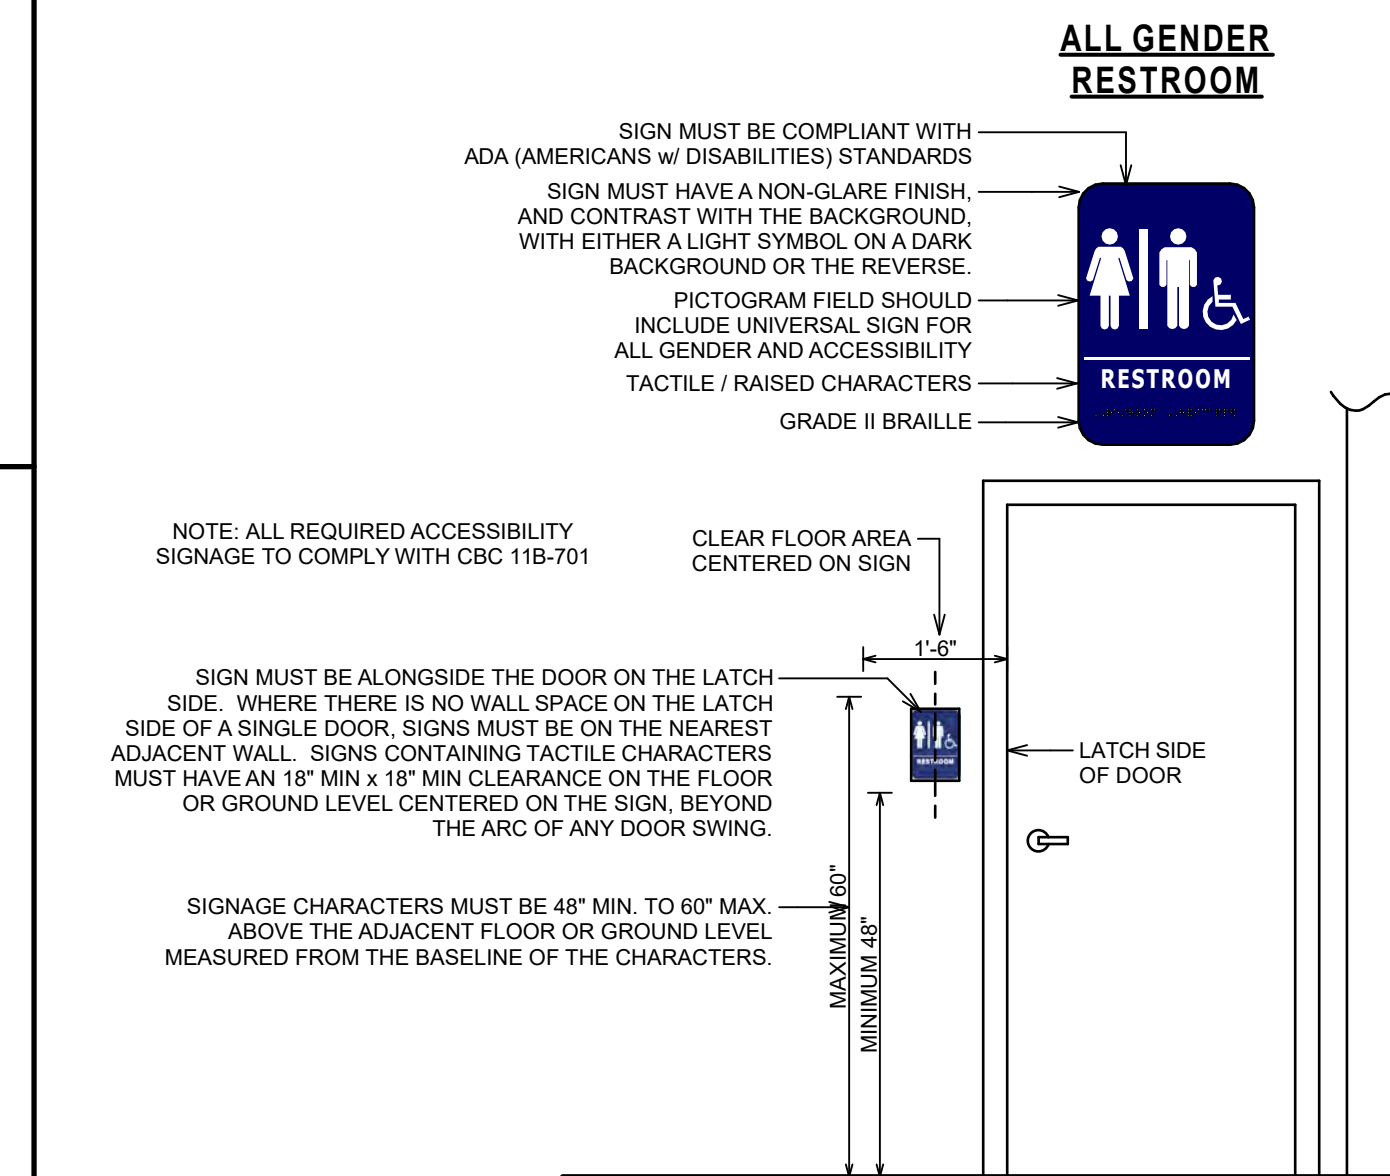 ALL GENDER
RESTROOM
SIGN MUST BE COMPLIANT WITH
ADA (AMERICANS w/ DISABILITIES) STANDARDS
SIGN MUST HAVE A NON-GLARE FINISH,
AND CONTRAST WITH THE BACKGROUND,
WITH EITHER A LIGHT SYMBOL ON A DARK
BACKGROUND OR THE REVERSE.
PICTOGRAM FIELD SHOULD
INCLUDE UNIVERSAL SIGN FOR
ALL GENDER AND ACCESSIBILITY
TACTILE / RAISED CHARACTERS
GRADE II BRAILLE
RESTROOM
NOTE: ALL REQUIRED ACCESSIBILITY
SIGNAGE TO COMPLY WITH CBC 11B-701
CLEAR FLOOR AREA
CENTERED ON SIGN
1'-6"
SIGN MUST BE ALONGSIDE THE DOOR ON THE LATCH
SIDE. WHERE THERE IS NO WALL SPACE ON THE LATCH
SIDE OF A SINGLE DOOR, SIGNS MUST BE ON THE NEAREST
ADJACENT WALL. SIGNS CONTAINING TACTILE CHARACTERS
MUST HAVE AN 18" MIN x 18" MIN CLEARANCE ON THE FLOOR
OR GROUND LEVEL CENTERED ON THE SIGN, BEYOND
THE ARC OF ANY DOOR SWING.
RESTROOM
LATCH SIDE
OF DOOR
SIGNAGE CHARACTERS MUST BE 48" MIN. TO 60" MAX.
ABOVE THE ADJACENT FLOOR OR GROUND LEVEL
MEASURED FROM THE BASELINE OF THE CHARACTERS.
MAXIMUM 60"
MINIMUM 48"